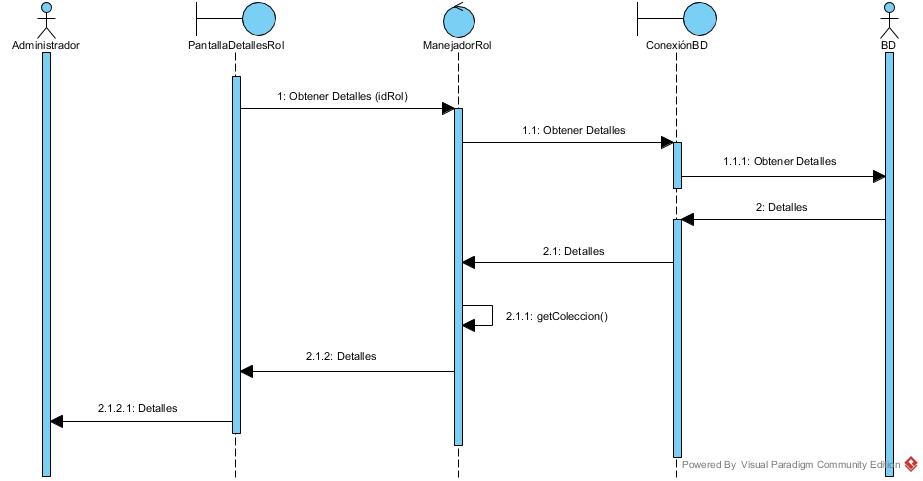 Administrador
PantallaDetallesRol
ManejadorRol
ConexiónBD
BD
1: Obtener Detalles (idRol)
1.1: Obtener Detalles
1.1.1: Obtener Detalles
2: Detalles
2.1: Detalles
2.1.1: getColeccion()
2.1.2: Detalles
2.1.2.1: Detalles
Powered By Visual Paradigm Community Edition